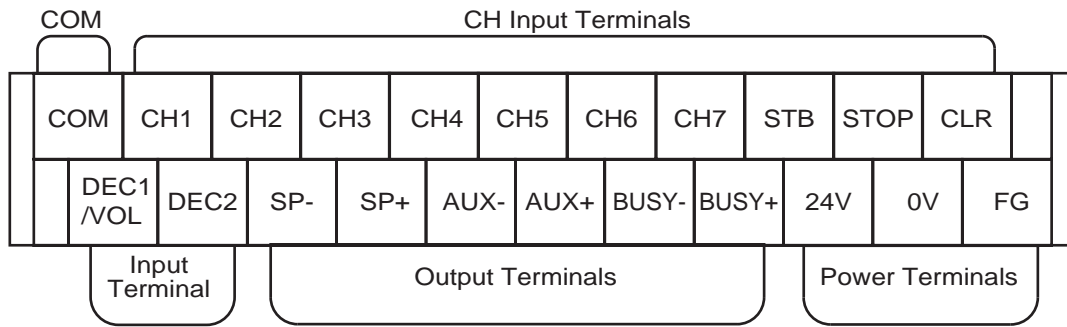 COM CH Input Terminals
COM CH1 CH2 CH3 CH4 CH5 CH6 CH7 STB STOP CLR
DEC1
/VOL DEC2 SP- SP+ AUX- AUX+ BUSY- BUSY+ 24V 0V FG
Input
Terminal
Output Terminals
Power Terminals